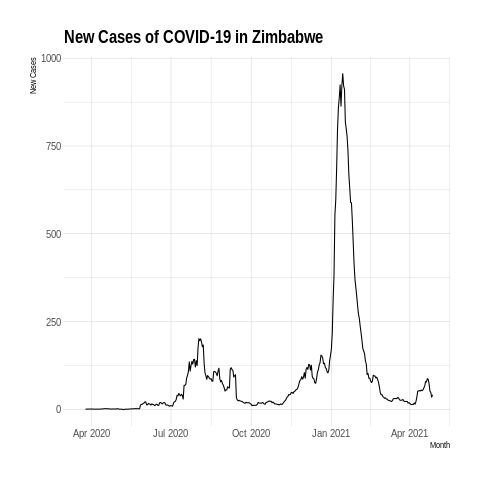 New Cases of COVID-19 in Zimbabwe
New Cases
1000
750
500
250
0
Apr 2020 Jul 2020 Oct 2020 Jan 2021 Apr 2021
Month